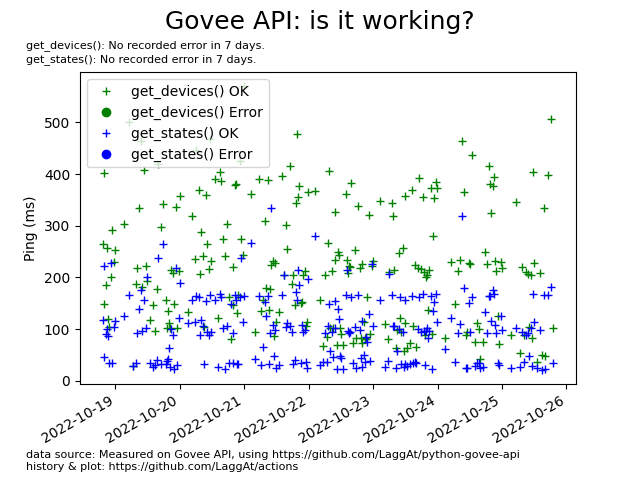 Govee API: is it working?
get_devices(): No recorded error in 7 days.
get_states(): No recorded error in 7 days.
get_devices() OK
get_devices() Error
get_states() OK
get_states() Error
Ping (ms)
500
400
300
200
100
0
2022-10-19
2022-10-20
2022-10-21
2022-10-22
2022-10-23
2022-10-24
2022-10-25
2022-10-26
data source: Measured on Govee API, using https://github.com/LaggAt/python-govee-api
history & plot: https://github.com/LaggAt/actions